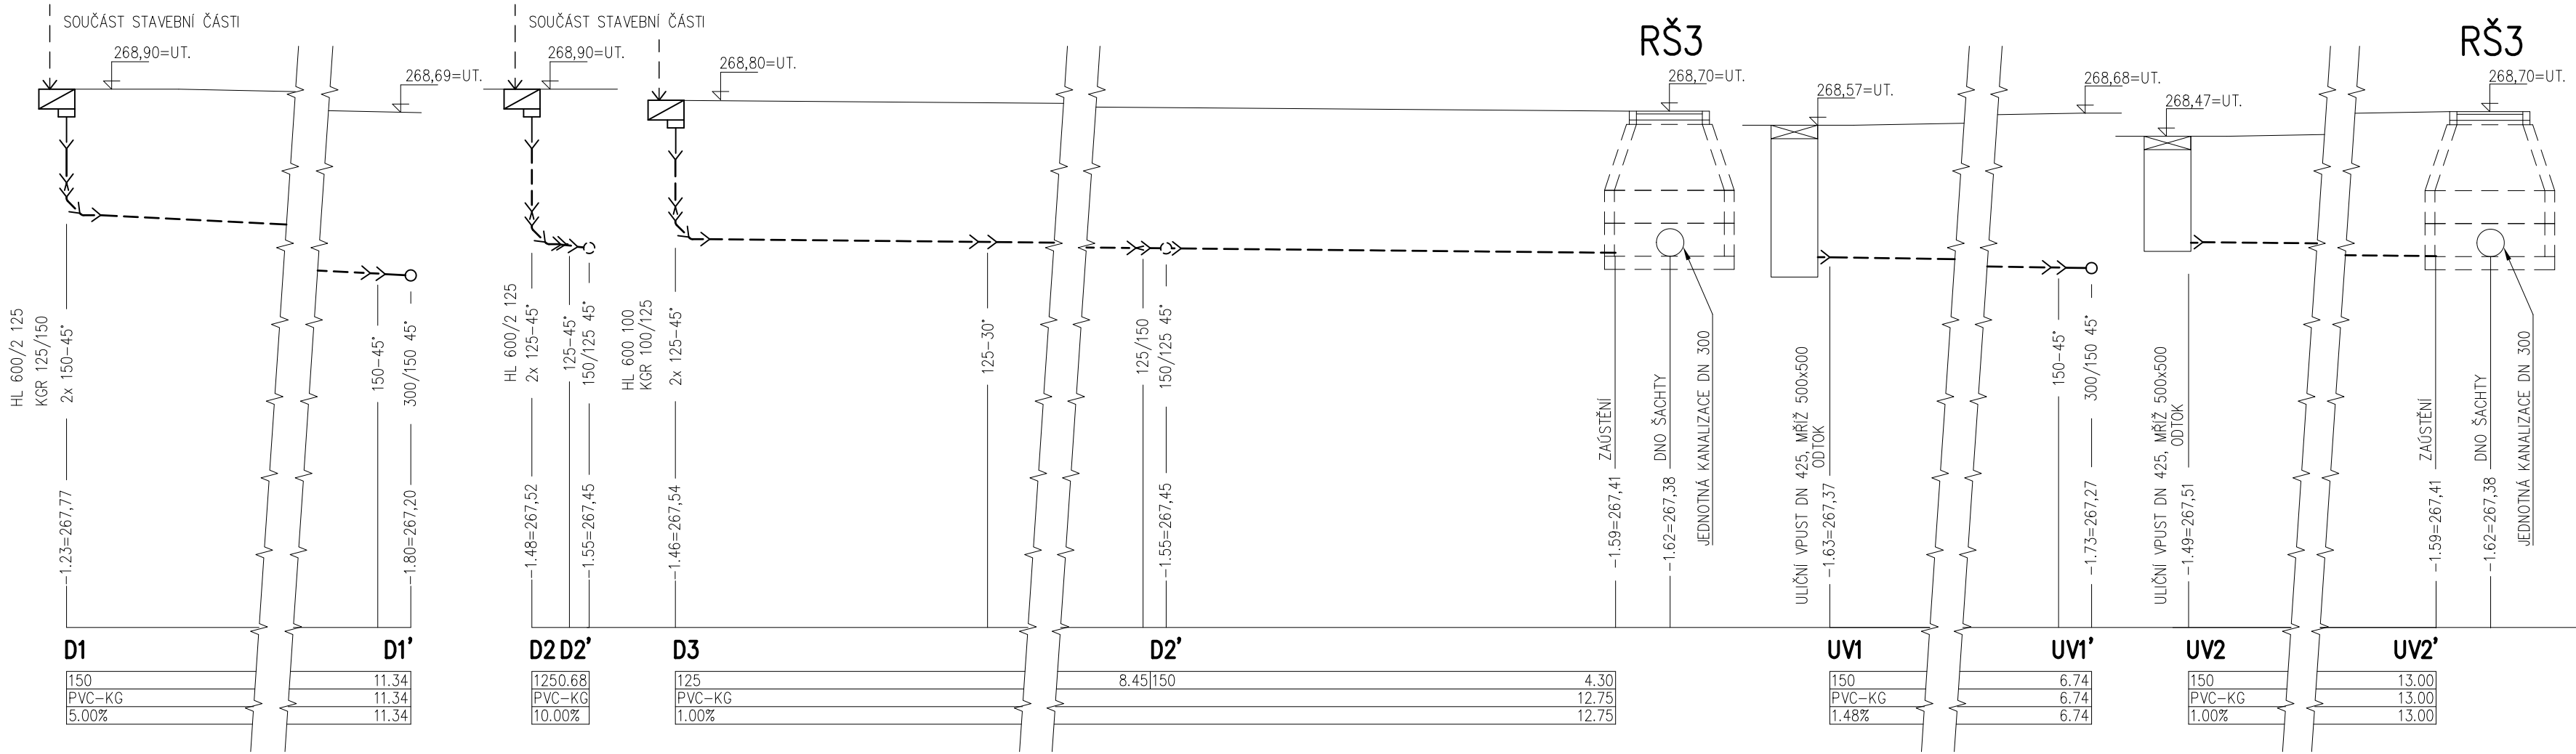 SOUČÁST STAVEBNÍ ČÁSTI
268,90=UT.
268,69=UT.
HL 600/2 125
KGR 125/150
2x 150-45°
150-45°
300/150 45°
-1.23=267,77
-1.80=267,20
D1
D1'
150 11.34
PVC-KG 11.34
5.00% 11.34
SOUČÁST STAVEBNÍ ČÁSTI
268,90=UT.
HL 600/2 125
2x 125-45°
125-45°
150/125 45°
-1.48=267,52
-1.55=267,45
D2 D2'
125 0.68
PVC-KG
10.00%
268,80=UT.
RŠ3
268,70=UT.
HL 600 100
KGR 100/125
2x 125-45°
125-30°
125/150
150/125 45°
ZAÚSTĚNÍ
DNO ŠACHTY
JEDNOTNÁ KANALIZACE DN 300
-1.46=267,54
-1.55=267,45
-1.59=267,41
-1.62=267,38
D3
D2'
125 8.45 150 4.30
PVC-KG 12.75
1.00% 12.75
268,57=UT.
268,68=UT.
ULIČNÍ VPUST DN 425, MŘÍŽ 500x500
ODTOK
150-45°
300/150 45°
-1.63=267,37
-1.73=267,27
UV1
UV1'
150 6.74
PVC-KG 6.74
1.48% 6.74
268,47=UT.
RŠ3
268,70=UT.
ULIČNÍ VPUST DN 425, MŘÍŽ 500x500
ODTOK
ZAÚSTĚNÍ
DNO ŠACHTY
JEDNOTNÁ KANALIZACE DN 300
-1.49=267,51
-1.59=267,41
-1.62=267,38
UV2
UV2'
150 13.00
PVC-KG 13.00
1.00% 13.00